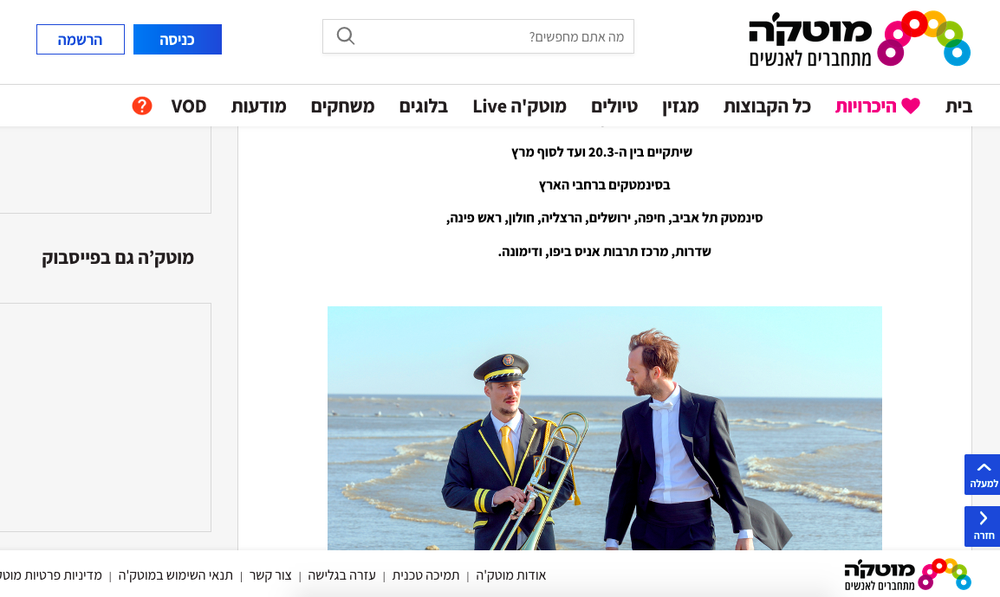 מוטק'ה
מתחברים לאנשים
מה אתם מחפשים?
כניסה
הרשמה
בית
היכרויות
כל הקבוצות
מגזין
טיולים
מוטק'ה Live
בלוגים
משחקים
מודעות
VOD
?
שיתקיים בין ה-20.3 ועד לסוף מרץ
בסינמטקים ברחבי הארץ
סינמטק תל אביב, חיפה, ירושלים, הרצליה, חולון, ראש פינה,
שדרות, מרכז תרבות אניס ביפו, ודימונה.
מוטק’ה גם בפייסבוק
למעלה
חזרה
מוטק'ה
מתחברים לאנשים
אודות מוטק'ה | תמיכה טכנית | עזרה בגלישה | צור קשר | תנאי השימוש במוטק'ה | מדיניות פרטיות מוטק